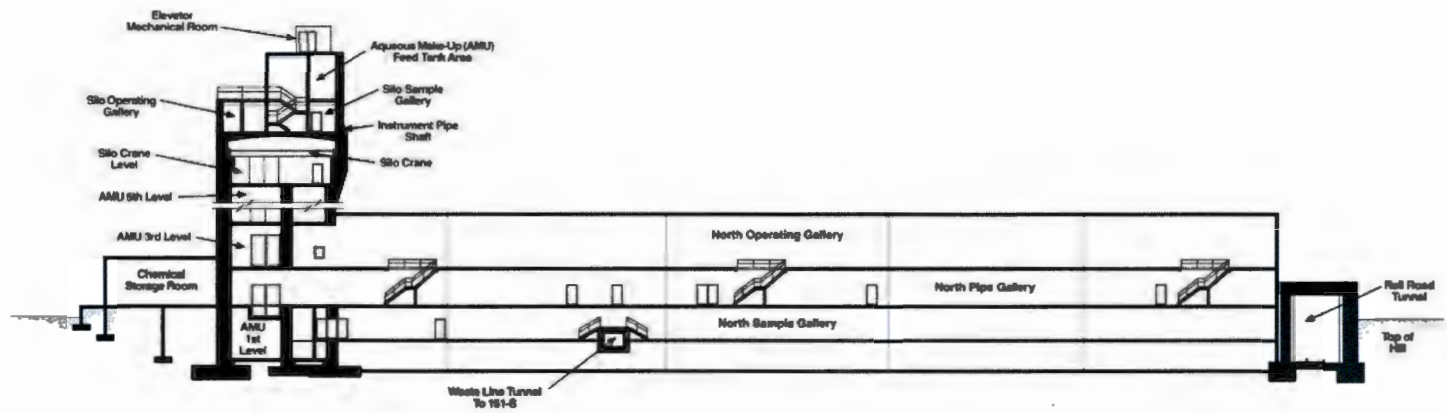 Elevator
Mechanical Room
Aqueous Make-Up (AMU)
Feed Tank Area
Silo Operating
Gallery
Silo Sample
Gallery
Instrument Pipe
Shaft
Silo Crane
Level
Silo Crane
AMU 5th Level
AMU 3rd Level
North Operating Gallery
Chemical
Storage Room
North Pipe Gallery
Rail Road
Tunnel
AMU
1st
Level
North Sample Gallery
Top of
Hill
Waste Line Tunnel
To 151-S